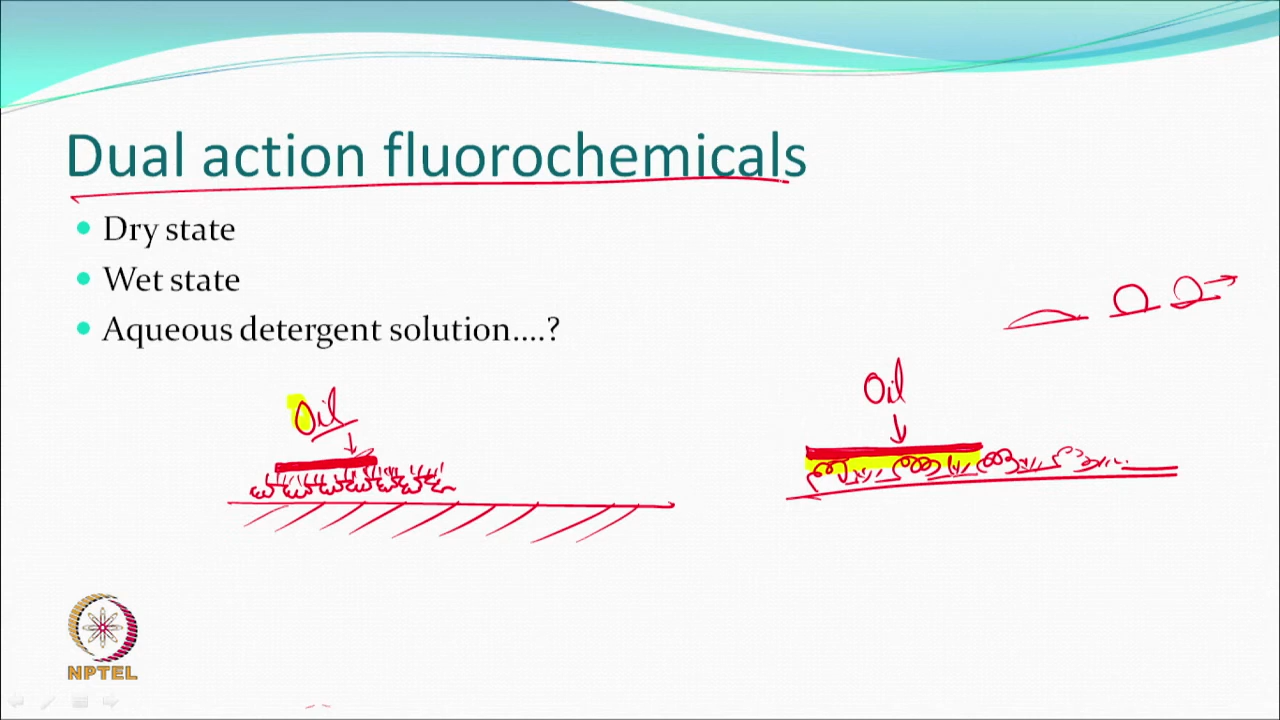 Dual action fluorochemicals
Dry state
Wet state
Aqueous detergent solution....?
Oil
Oil
NPTEL